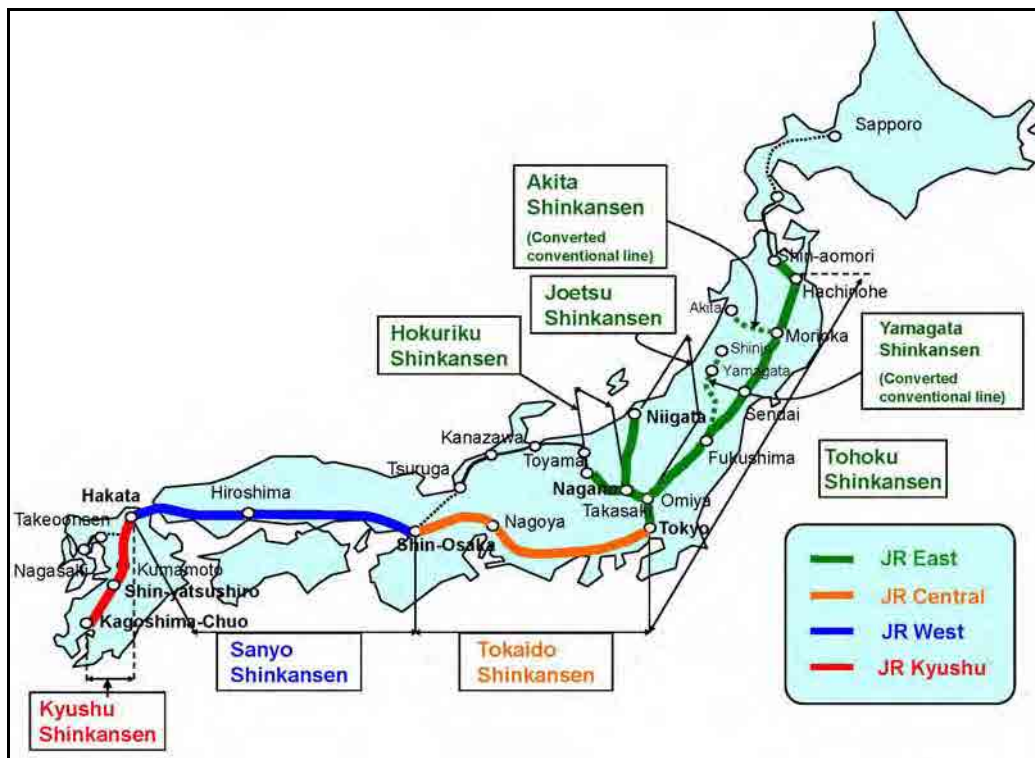 Sapporo
Akita
Shinkansen
(Converted
conventional line)
Shin-aomori
Hachinohe
Joetsu
Shinkansen
Akita
Morioka
Hokuriku
Shinkansen
Shinjo
Yamagata
Yamagata
Shinkansen
(Converted
conventional line)
Sendai
Niigata
Kanazawa
Toyama
Fukushima
Tsuruga
Tohoku
Shinkansen
Nagano
Takasaki
Omiya
Hakata
Hiroshima
Takeoonsen
Nagoya
Tokyo
Shin-Osaka
Nagasaki
Kumamoto
Shin-yatsushiro
Kagoshima-Chuo
JR East
JR Central
JR West
JR Kyushu
Sanyo
Shinkansen
Tokaido
Shinkansen
Kyushu
Shinkansen